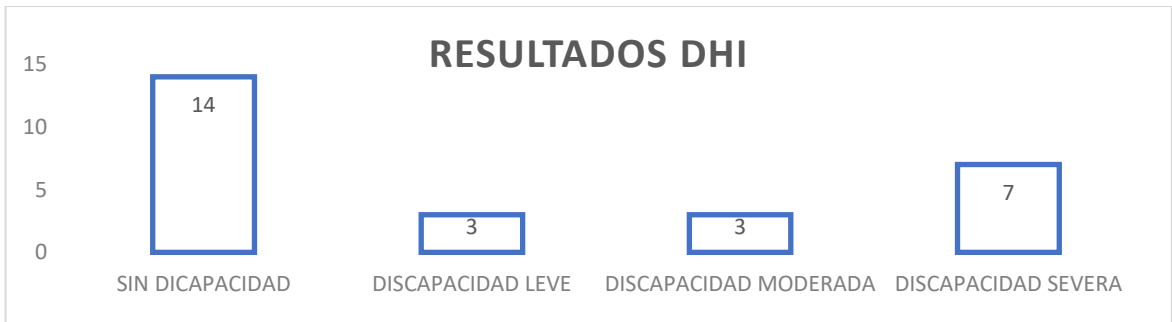 RESULTADOS DHI
15
10
5
0
14
3
3
7
SIN DICAPACIDAD
DISCAPACIDAD LEVE
DISCAPACIDAD MODERADA
DISCAPACIDAD SEVERA